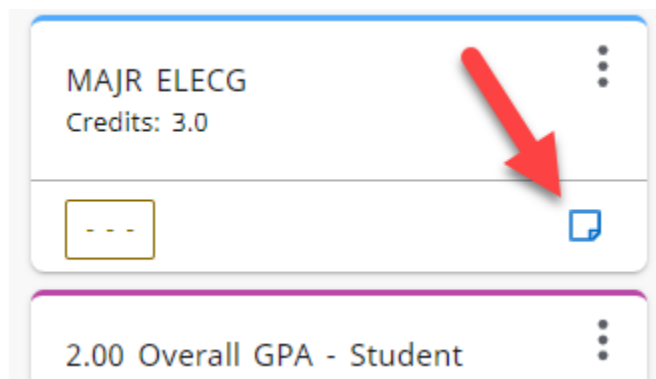 MAJR ELECG
Credits: 3.0
- - -
2.00 Overall GPA - Student